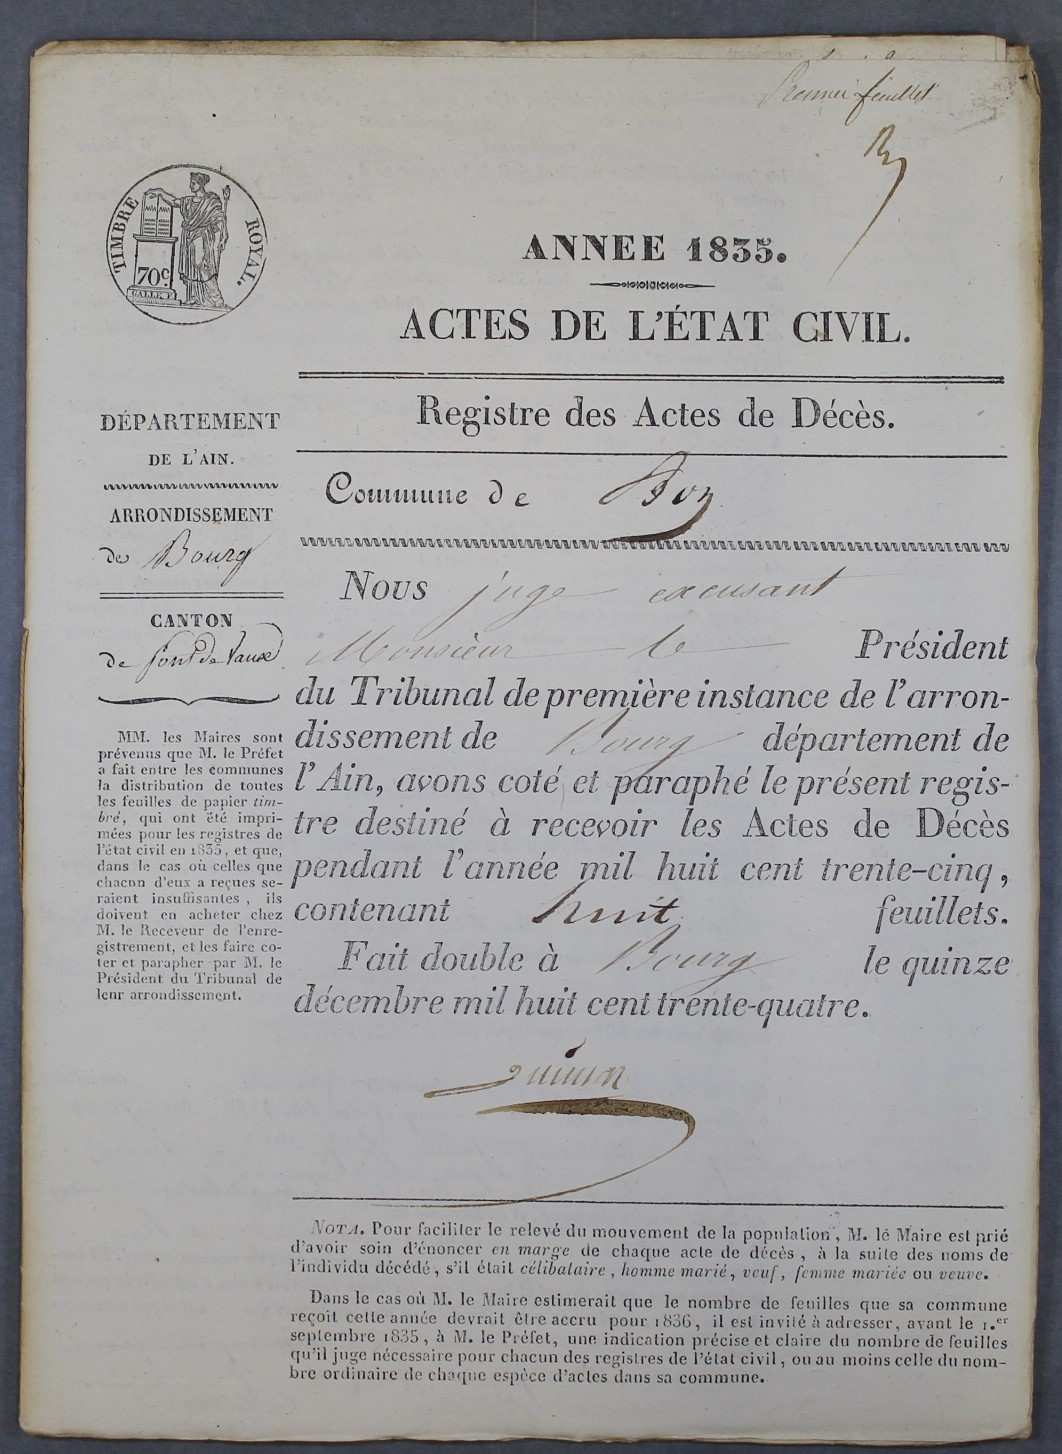 Premier feuillet
TIMBRE ROYAL.
70c
GALLE F.
ANNEE 1835.
ACTES DE L'ÉTAT CIVIL.
Registre des Actes de Décès.
Commune de
DÉPARTEMENT
DE L'AIN.
ARRONDISSEMENT
de Bourg
CANTON
de pont de Vaux
MM. les Maires sont
prévenus que M. le Préfet
a fait entre les communes
la distribution de toutes
les feuilles de papier tim-
bré, qui ont été impri-
mées pour les registres de
l'état civil en 1835, et que,
dans le cas où celles que
chacun d'eux a reçues se-
raient insuffisantes, ils
doivent en acheter chez
M. le Receveur de l'enre-
gistrement, et les faire co-
ter et parapher par M. le
Président du Tribunal de
leur arrondissement.
Nous juge excusant
Monsieur le Président
du Tribunal de première instance de l'arron-
dissement de Bourg département de
l'Ain, avons coté et paraphé le présent regis-
tre destiné à recevoir les Actes de Décès
pendant l'année mil huit cent trente-cinq,
contenant huit feuillets.
Fait double à Bourg le quinze
décembre mil huit cent trente-quatre.
NOTA. Pour faciliter le relevé du mouvement de la population, M. le Maire est prié
d'avoir soin d'énoncer en marge de chaque acte de décès, à la suite des noms de
l'individu décédé, s'il était célibataire, homme marié, veuf, femme mariée ou veuve.
Dans le cas où M. le Maire estimerait que le nombre de feuilles que sa commune
reçoit cette année devrait être accru pour 1836, il est invité à adresser, avant le 1.er
septembre 1835, à M. le Préfet, une indication précise et claire du nombre de feuilles
qu'il juge nécessaire pour chacun des registres de l'état civil, ou au moins celle du nom-
bre ordinaire de chaque espèce d'actes dans sa commune.